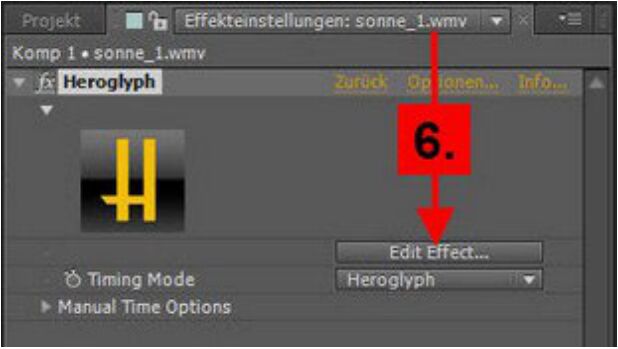 Projekt Effekteinstellungen: sonne_1.wmv
Komp 1 • sonne_1.wmv
fx Heroglyph Zurück Optionen... Info...
6.
Edit Effect...
Timing Mode Heroglyph
Manual Time Options